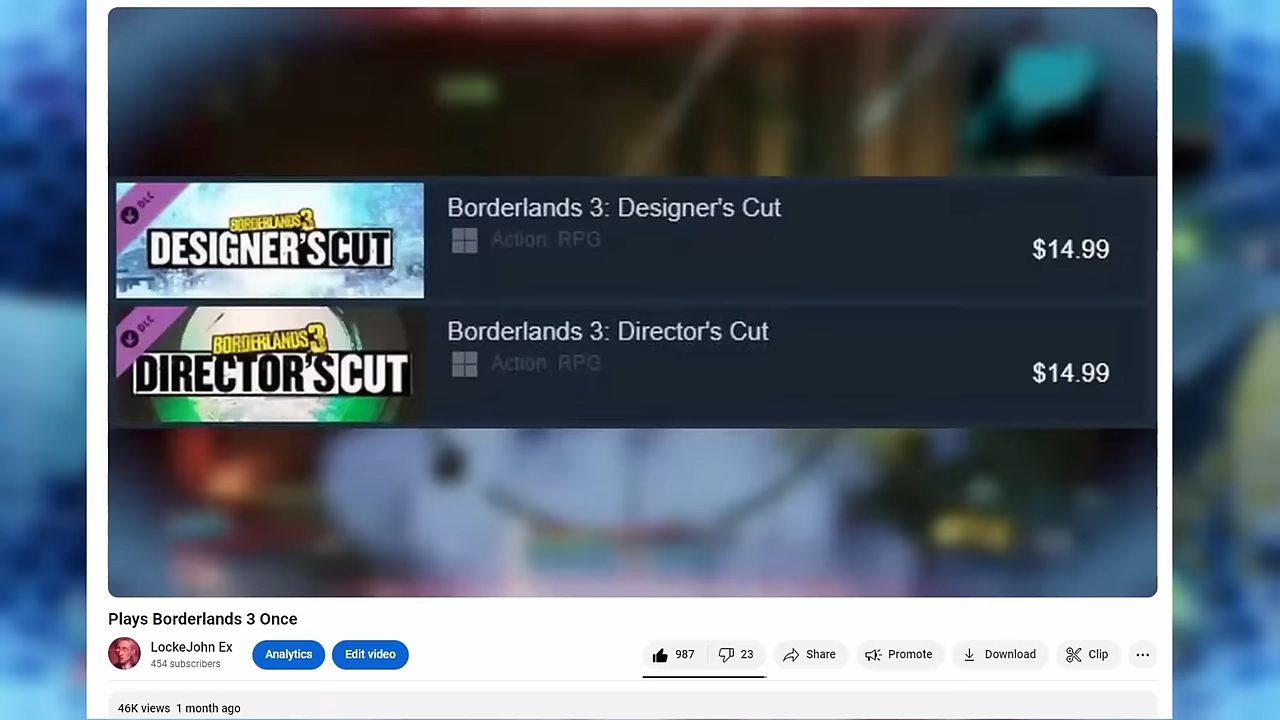 DLC
BORDERLANDS 3
DESIGNER'S CUT
Borderlands 3: Designer's Cut
Action RPG
$14.99
DLC
BORDERLANDS 3
DIRECTOR'S CUT
Borderlands 3: Director's Cut
Action RPG
$14.99
Plays Borderlands 3 Once
LockeJohn Ex
454 subscribers
Analytics
Edit video
987
23
Share
Promote
Download
Clip
46K views 1 month ago